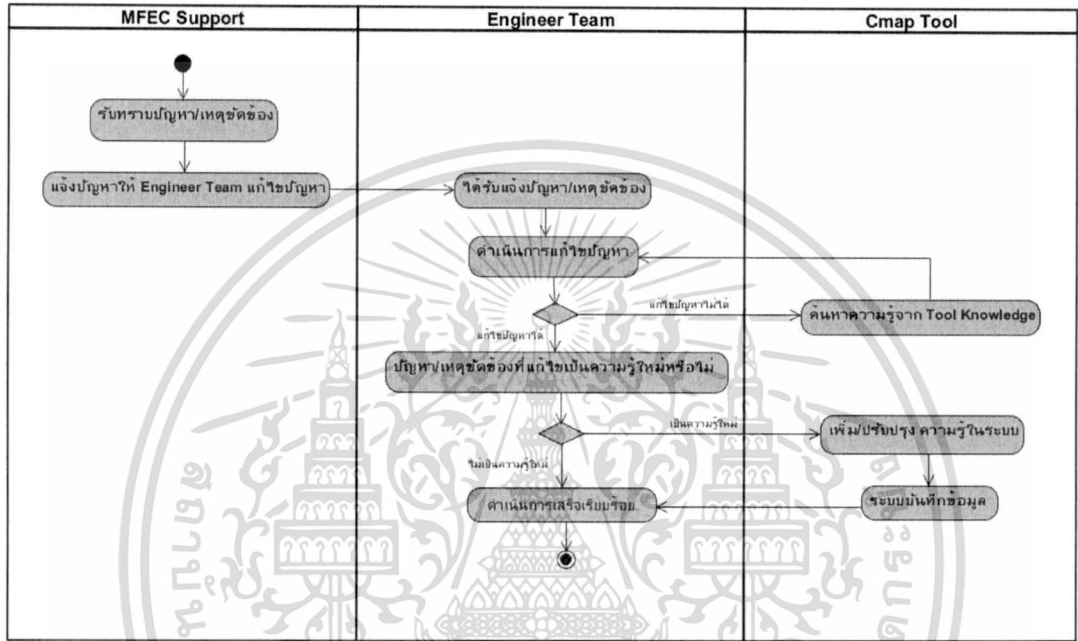 MFEC Support
Engineer Team
Cmap Tool
รับทราบปัญหา/เหตุขัดข้อง
แจ้งปัญหาให้ Engineer Team แก้ไขปัญหา
ได้รับแจ้งปัญหา/เหตุขัดข้อง
ดำเนินการแก้ไขปัญหา
แก้ไขปัญหาไม่ได้
ค้นหาความรู้จาก Tool Knowledge
แก้ไขปัญหาได้
ปัญหา/เหตุขัดข้องที่แก้ไขเป็นความรู้ใหม่หรือไม่
เป็นความรู้ใหม่
เพิ่ม/ปรับปรุง ความรู้ในระบบ
ไม่เป็นความรู้ใหม่
ดำเนินการเสร็จเรียบร้อย
ระบบบันทึกข้อมูล